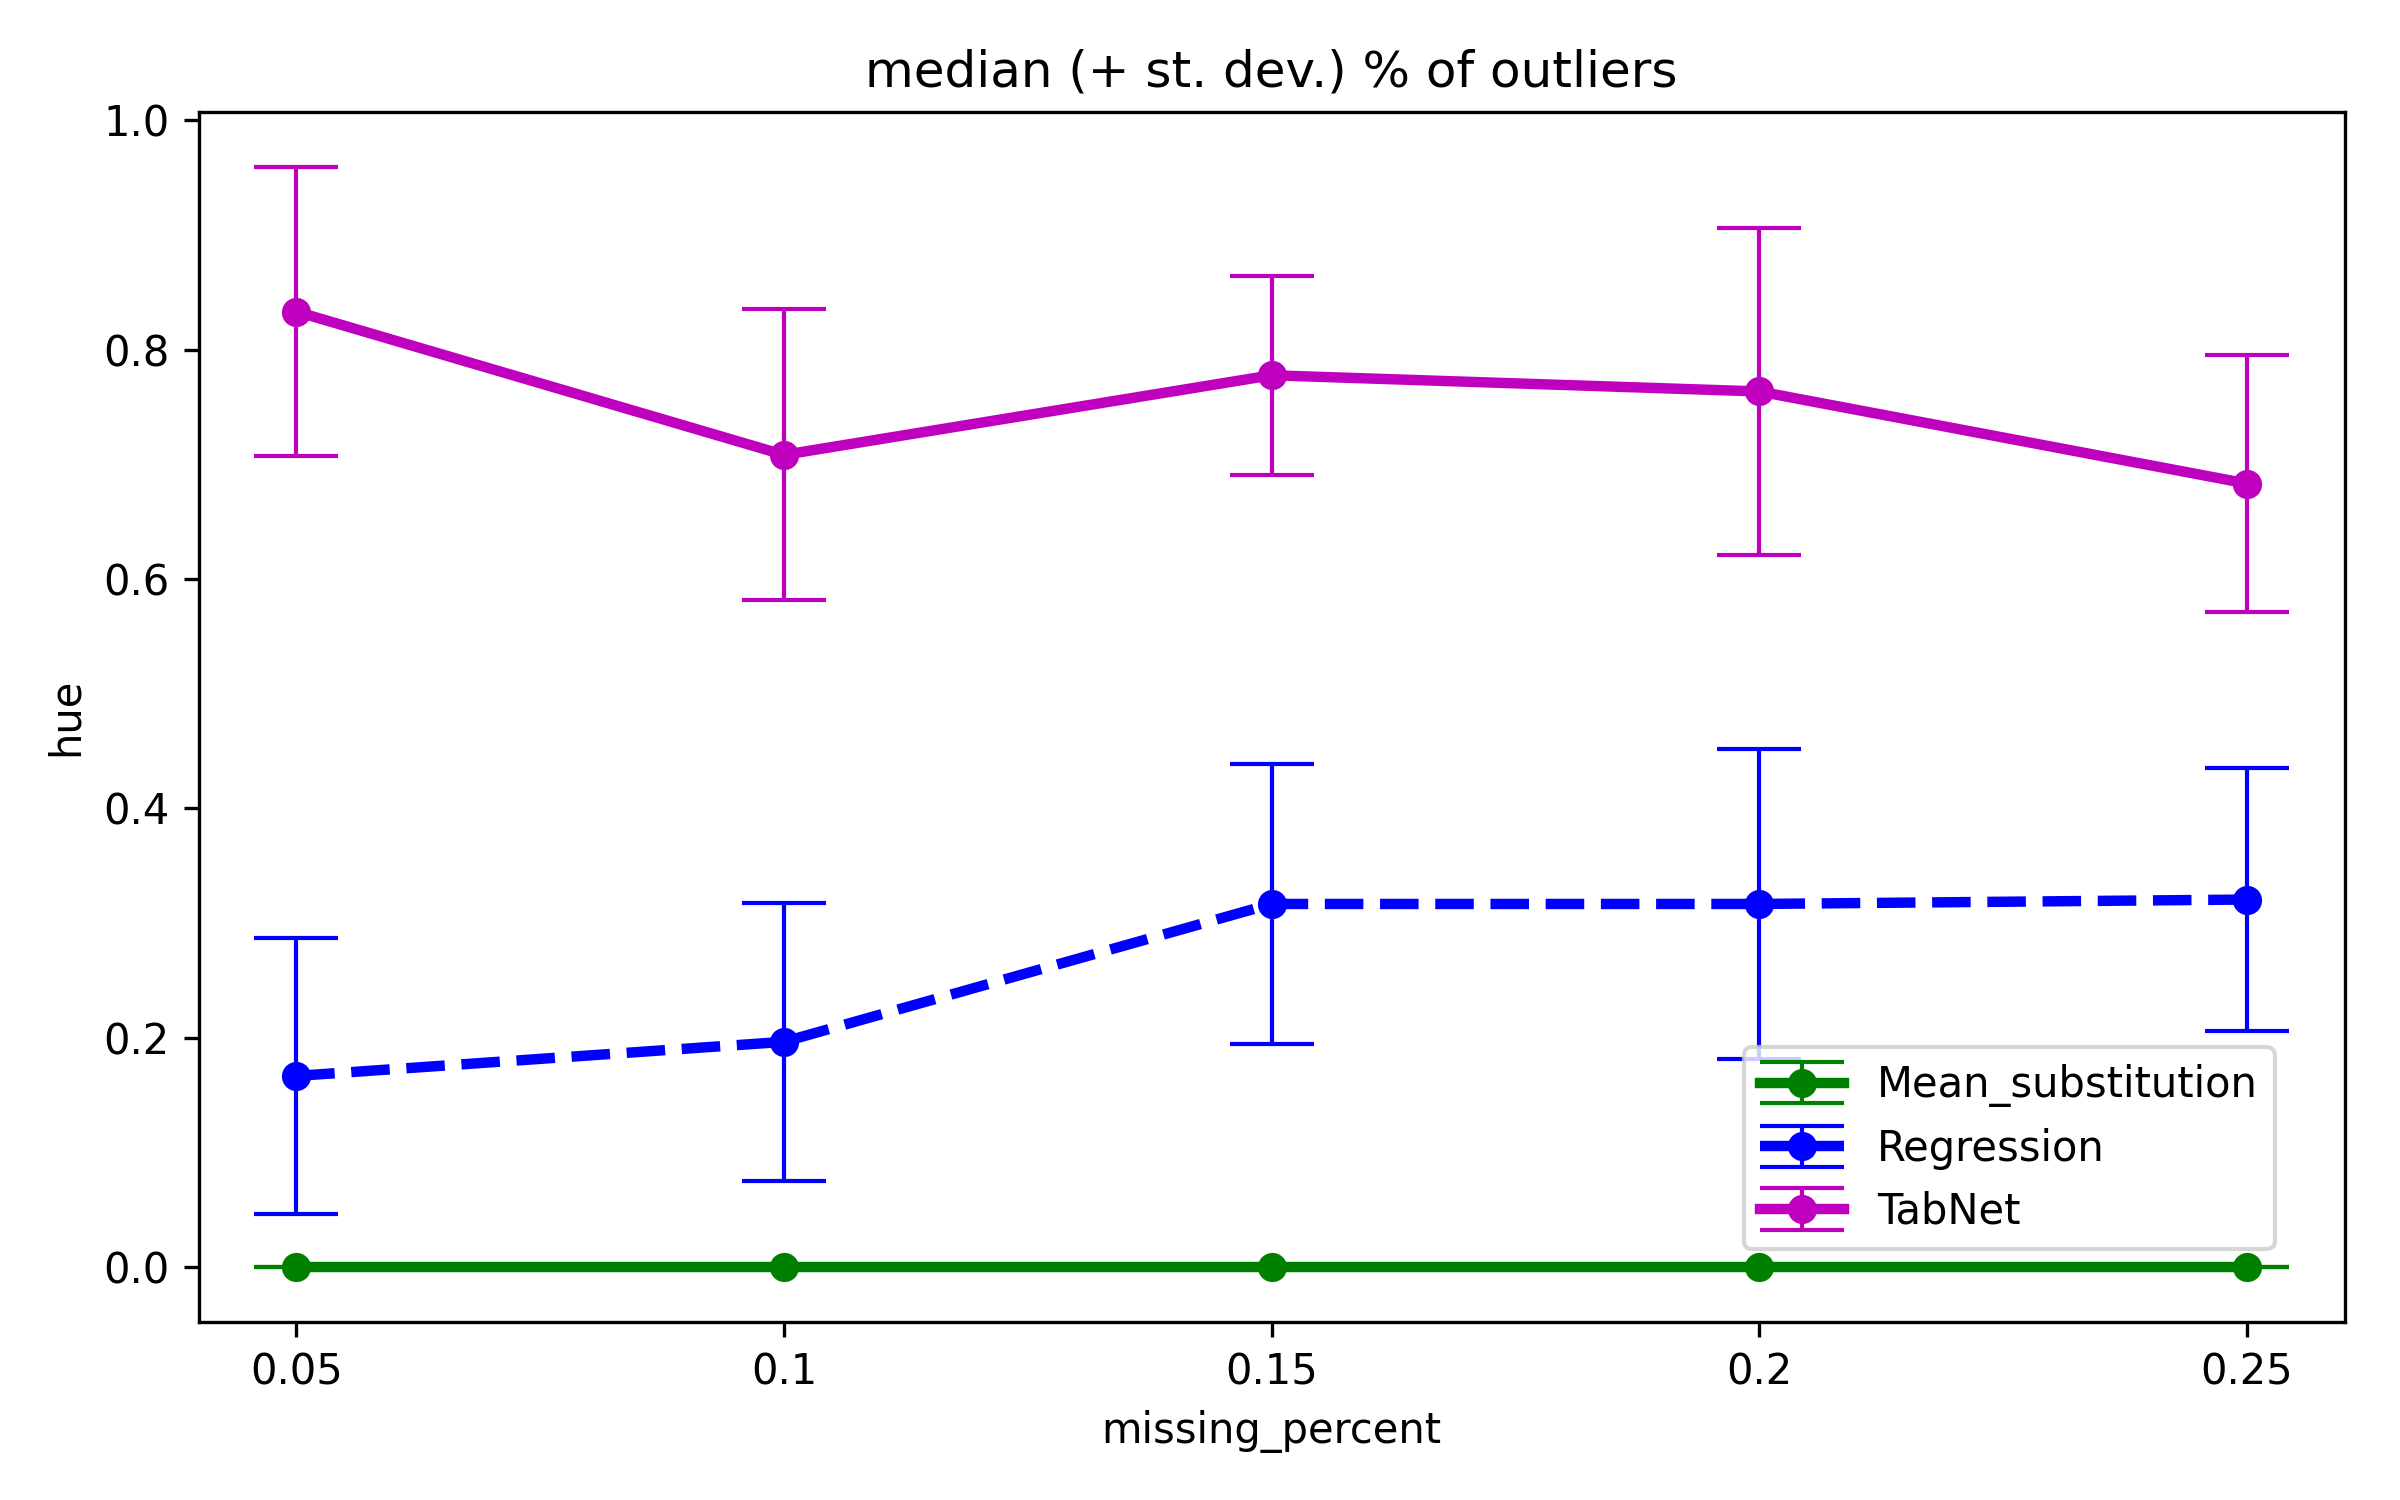 median (+ st. dev.) % of outliers
1.0
0.8
0.6
0.4
0.2
0.0
hue
Mean_substitution
Regression
TabNet
0.05 0.1 0.15 0.2 0.25
missing_percent